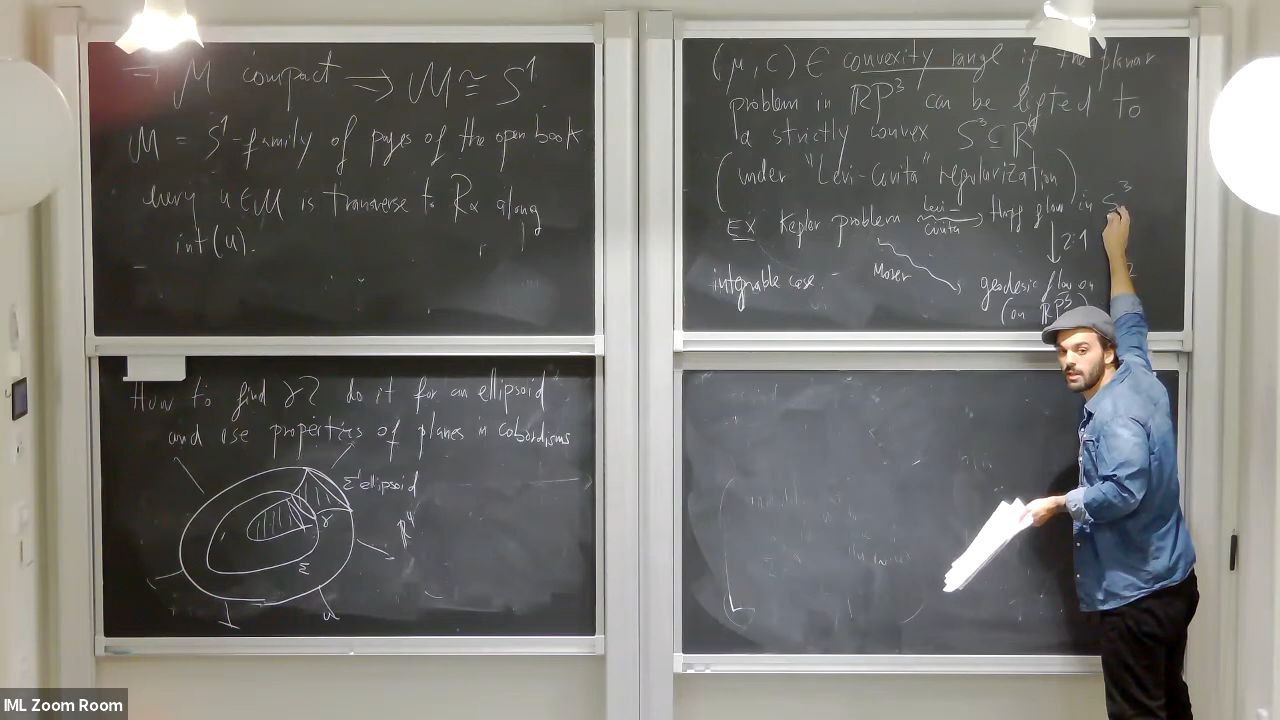 ⇒ M compact ⟹ M ≅ S¹.
M = S¹-family of pages of the open book
every u ∈ M is transverse to Rα along
int(u).
How to find γ? do it for an ellipsoid
and use properties of planes in cobordisms
Σ' ellipsoid
γ
ℝ⁴
Σ
u
(μ, c) ∈ convexity range if the planar
problem in ℝP³ can be lifted to
a strictly convex S³ ⊆ ℝ⁴
(under "Levi-Civita" regularization)
EX Kepler problem Levi-Civita Hopf flow in S³
2:1
integrable case. Moser geodesic flow on
(on ℝP³)
IML Zoom Room